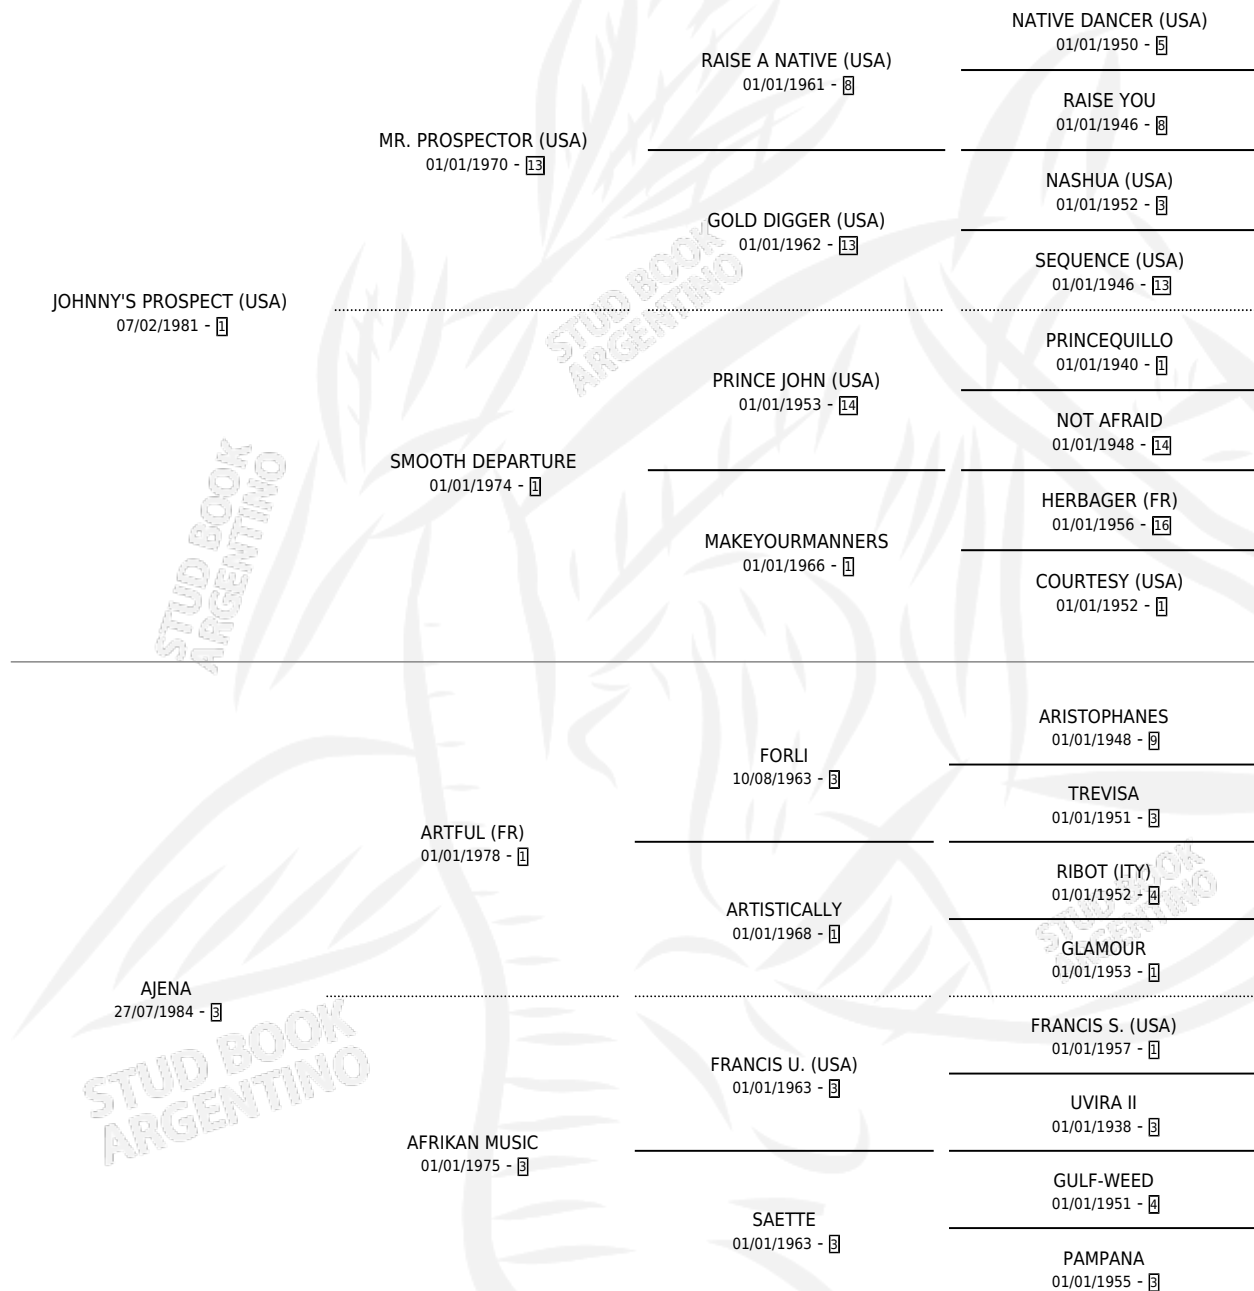 NATIVE DANCER (USA)
01/01/1950 - 5
RAISE A NATIVE (USA)
01/01/1961 - 8
RAISE YOU
01/01/1946 - 8
MR. PROSPECTOR (USA)
01/01/1970 - 13
NASHUA (USA)
01/01/1952 - 3
GOLD DIGGER (USA)
01/01/1962 - 13
SEQUENCE (USA)
01/01/1946 - 13
JOHNNY'S PROSPECT (USA)
07/02/1981 - 1
PRINCEQUILLO
01/01/1940 - 1
PRINCE JOHN (USA)
01/01/1953 - 14
NOT AFRAID
01/01/1948 - 14
SMOOTH DEPARTURE
01/01/1974 - 1
HERBAGER (FR)
01/01/1956 - 16
MAKEYOURMANNERS
01/01/1966 - 1
COURTESY (USA)
01/01/1952 - 1
ARISTOPHANES
01/01/1948 - 9
FORLI
10/08/1963 - 3
TREVISA
01/01/1951 - 3
ARTFUL (FR)
01/01/1978 - 1
RIBOT (ITY)
01/01/1952 - 4
ARTISTICALLY
01/01/1968 - 1
GLAMOUR
01/01/1953 - 1
AJENA
27/07/1984 - 3
FRANCIS S. (USA)
01/01/1957 - 1
FRANCIS U. (USA)
01/01/1963 - 3
UVIRA II
01/01/1938 - 3
AFRIKAN MUSIC
01/01/1975 - 3
GULF-WEED
01/01/1951 - 4
SAETTE
01/01/1963 - 3
PAMPANA
01/01/1955 - 3
STUD BOOK
ARGENTINO
STUD BOOK
ARGENTINO
STUD BOOK
ARGENTINO
STUD BOOK
ARGENTINO